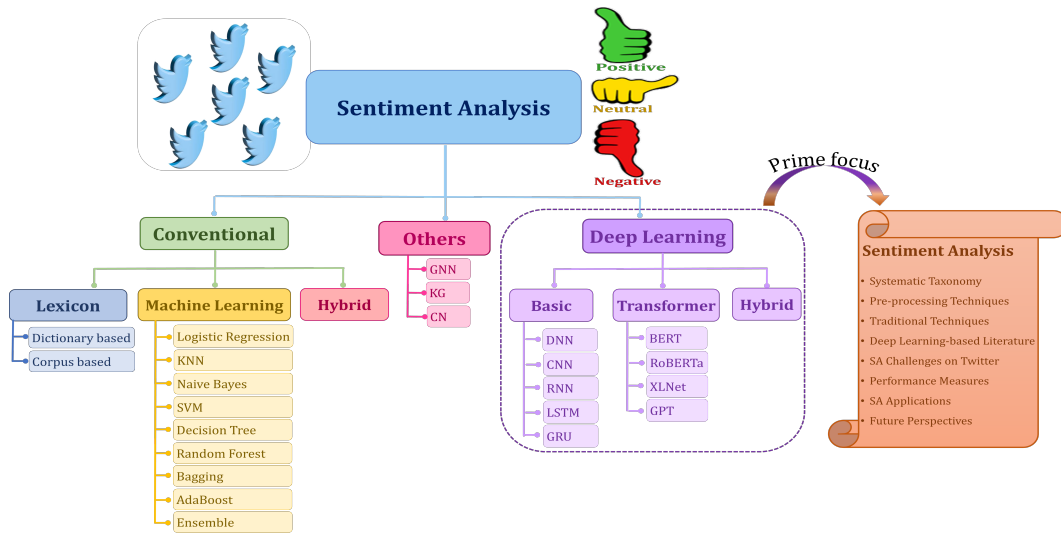 Positive
Sentiment Analysis
Neutral
Negative
Prime focus
Conventional
Others
Deep Learning
GNN
KG
CN
Lexicon
Dictionary based
Corpus based
Machine Learning
Logistic Regression
KNN
Naive Bayes
SVM
Decision Tree
Random Forest
Bagging
AdaBoost
Ensemble
Hybrid
Basic
DNN
CNN
RNN
LSTM
GRU
Transformer
BERT
RoBERTa
XLNet
GPT
Hybrid
Sentiment Analysis
• Systematic Taxonomy
• Pre-processing Techniques
• Traditional Techniques
• Deep Learning-based Literature
• SA Challenges on Twitter
• Performance Measures
• SA Applications
• Future Perspectives